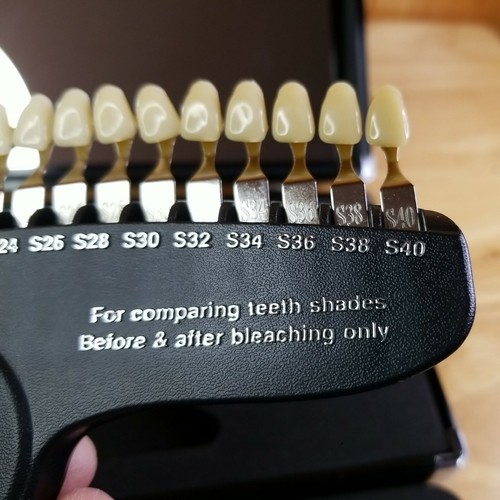 S38 S40
24 S26 S28 S30 S32 S34 S36 S38 S40
For comparing teeth shades
Before & after bleaching only